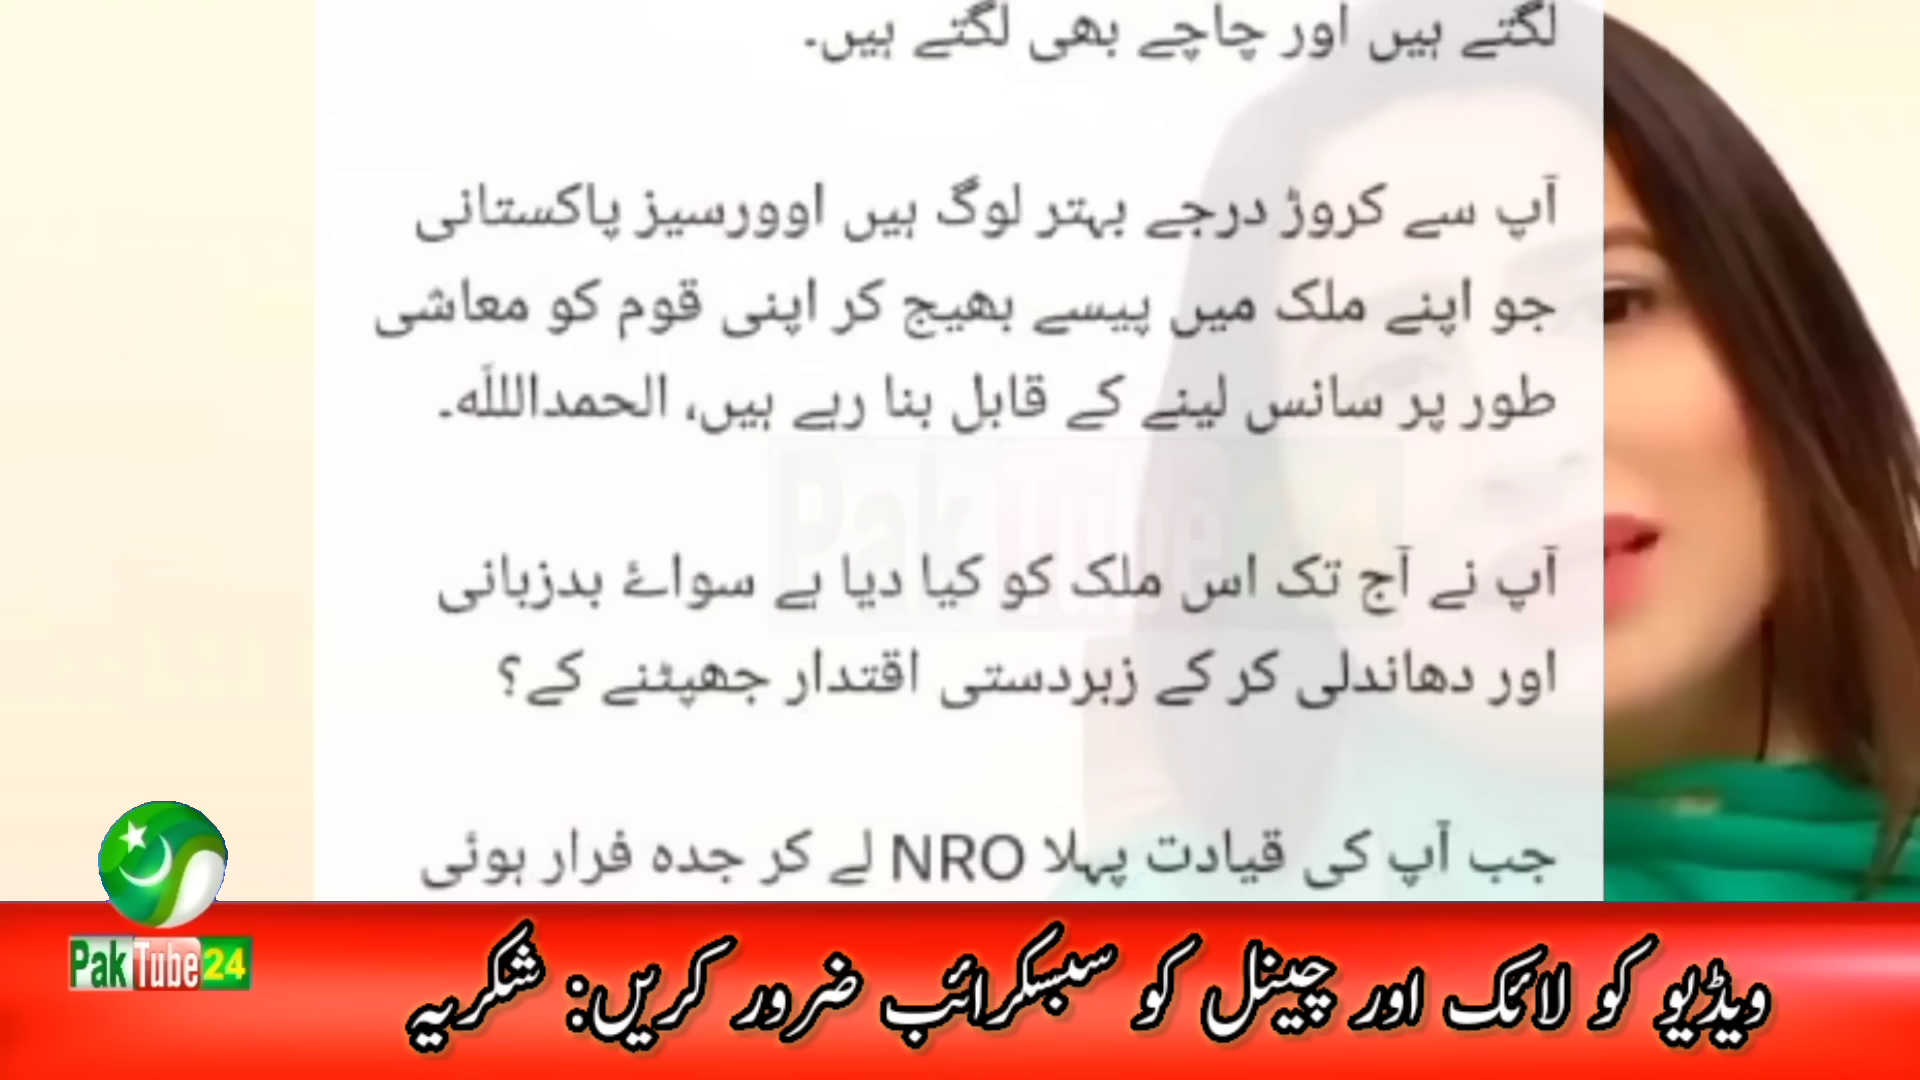 لگتے ہیں اور چاچے بھی لگتے ہیں۔
آپ سے کروڑ درجے بہتر لوگ ہیں اوورسیز پاکستانی
جو اپنے ملک میں پیسے بھیج کر اپنی قوم کو معاشی
طور پر سانس لینے کے قابل بنا رہے ہیں، الحمداللہ۔
آپ نے آج تک اس ملک کو کیا دیا ہے سواۓ بدزبانی
اور دھاندلی کر کے زبردستی اقتدار جھپٹنے کے؟
جب آپ کی قیادت پہلا NRO لے کر جدہ فرار ہوئی
PakTube24
PakTube24
ویڈیو کو لائک اور چینل کو سبسکرائب ضرور کریں: شکریہ